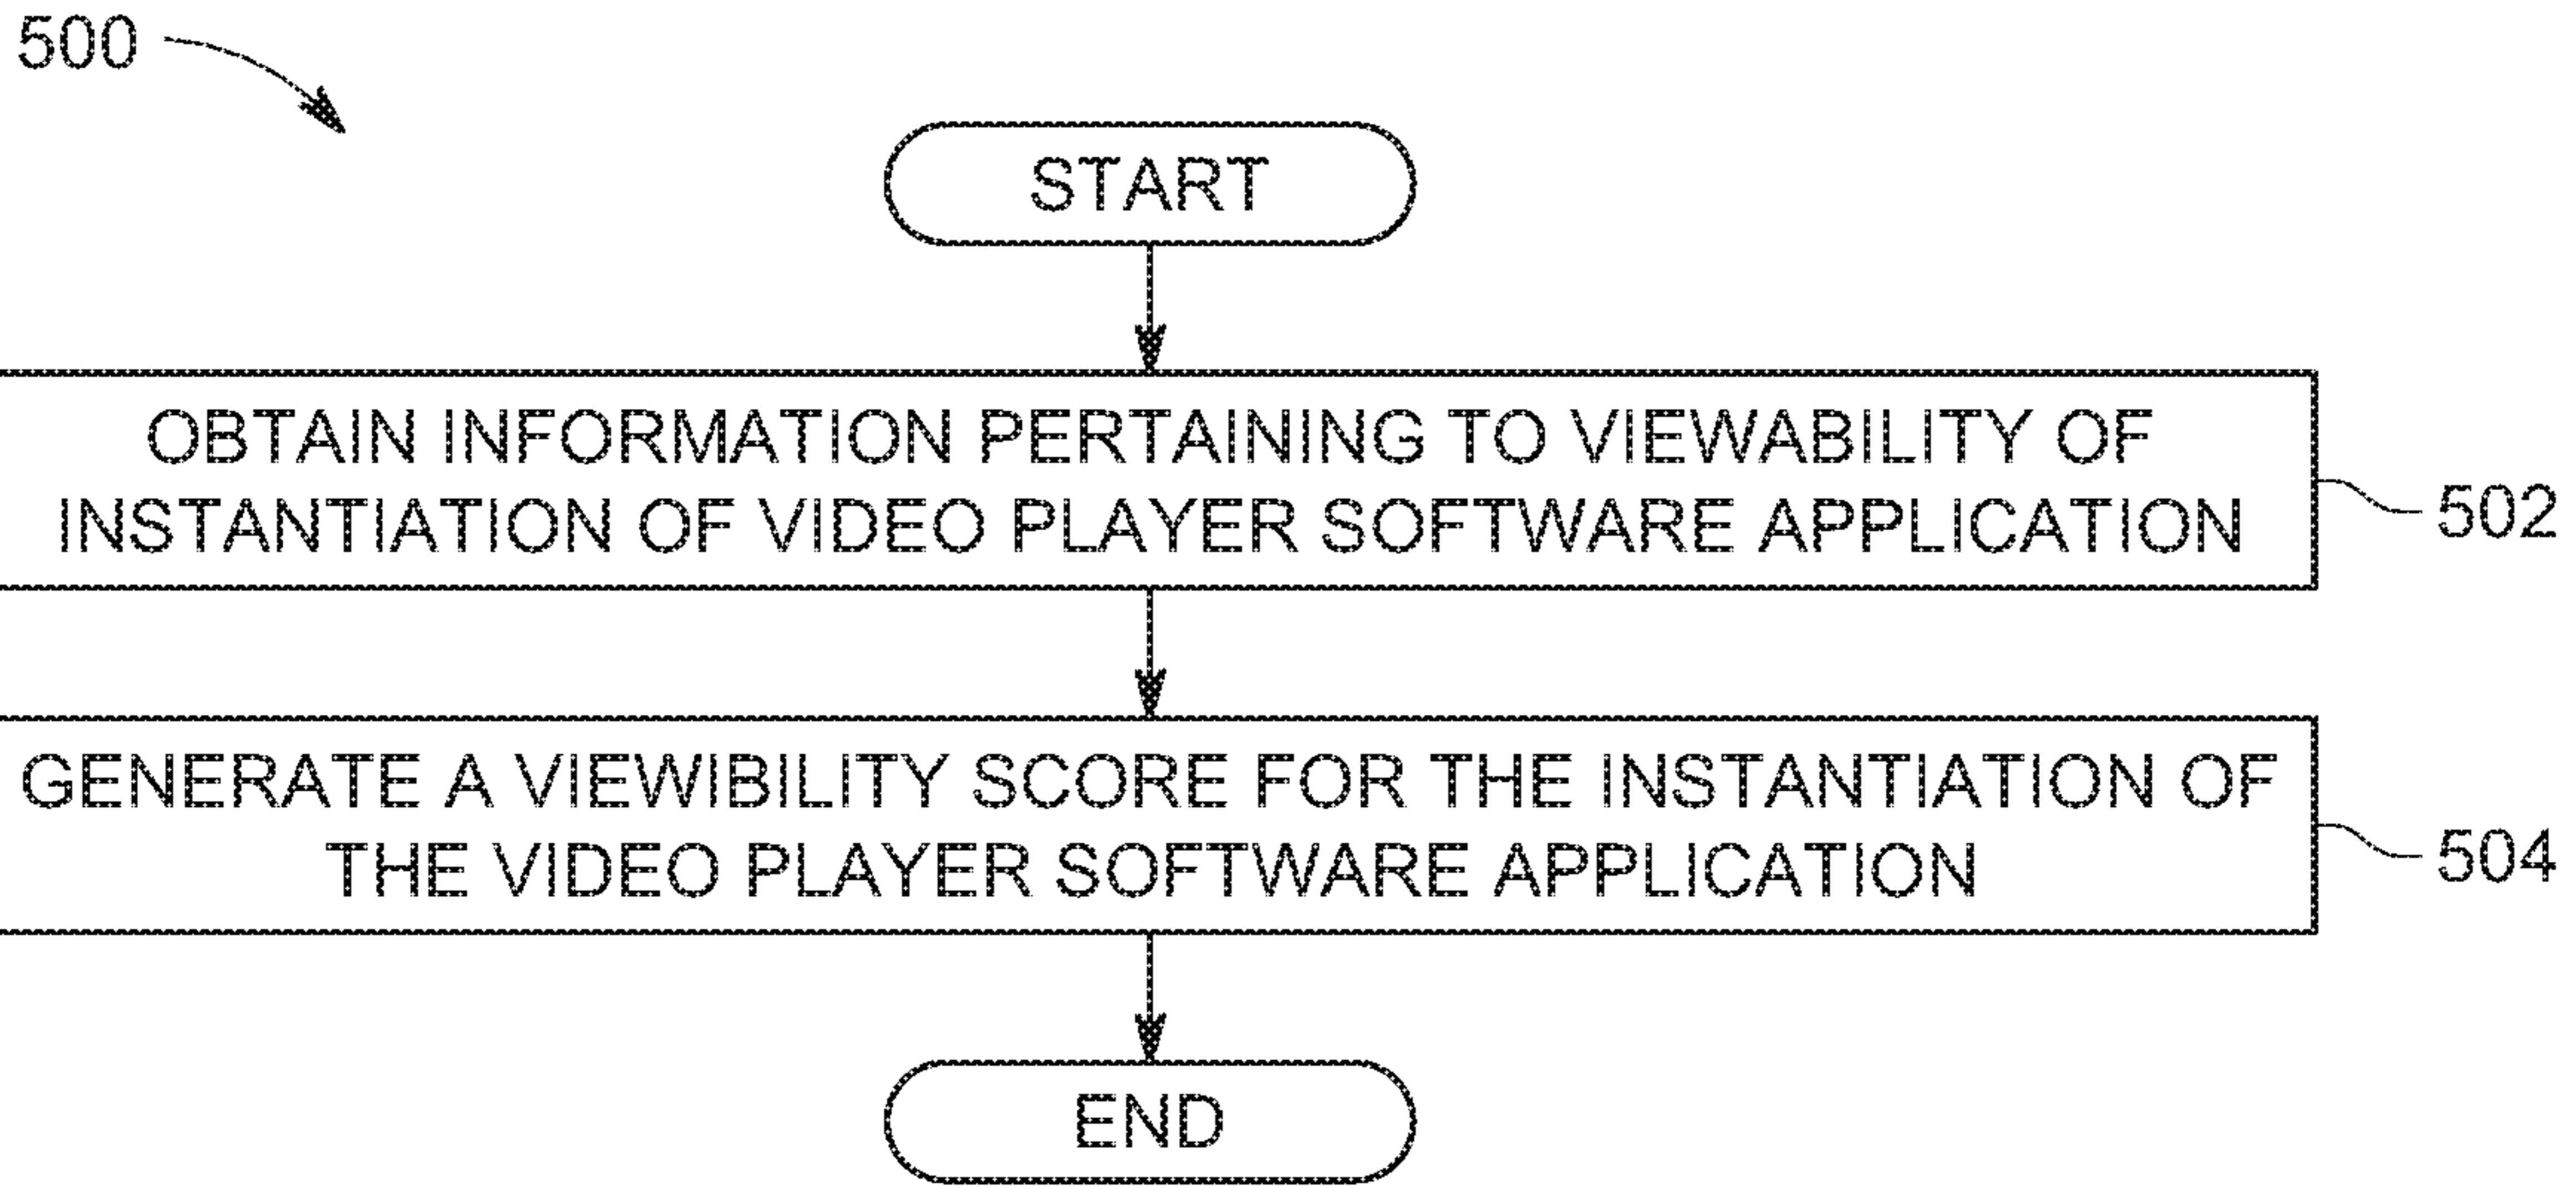 500
START
OBTAIN INFORMATION PERTAINING TO VIEWABILITY OF
INSTANTIATION OF VIDEO PLAYER SOFTWARE APPLICATION
502
GENERATE A VIEWIBILITY SCORE FOR THE INSTANTIATION OF
THE VIDEO PLAYER SOFTWARE APPLICATION
504
END